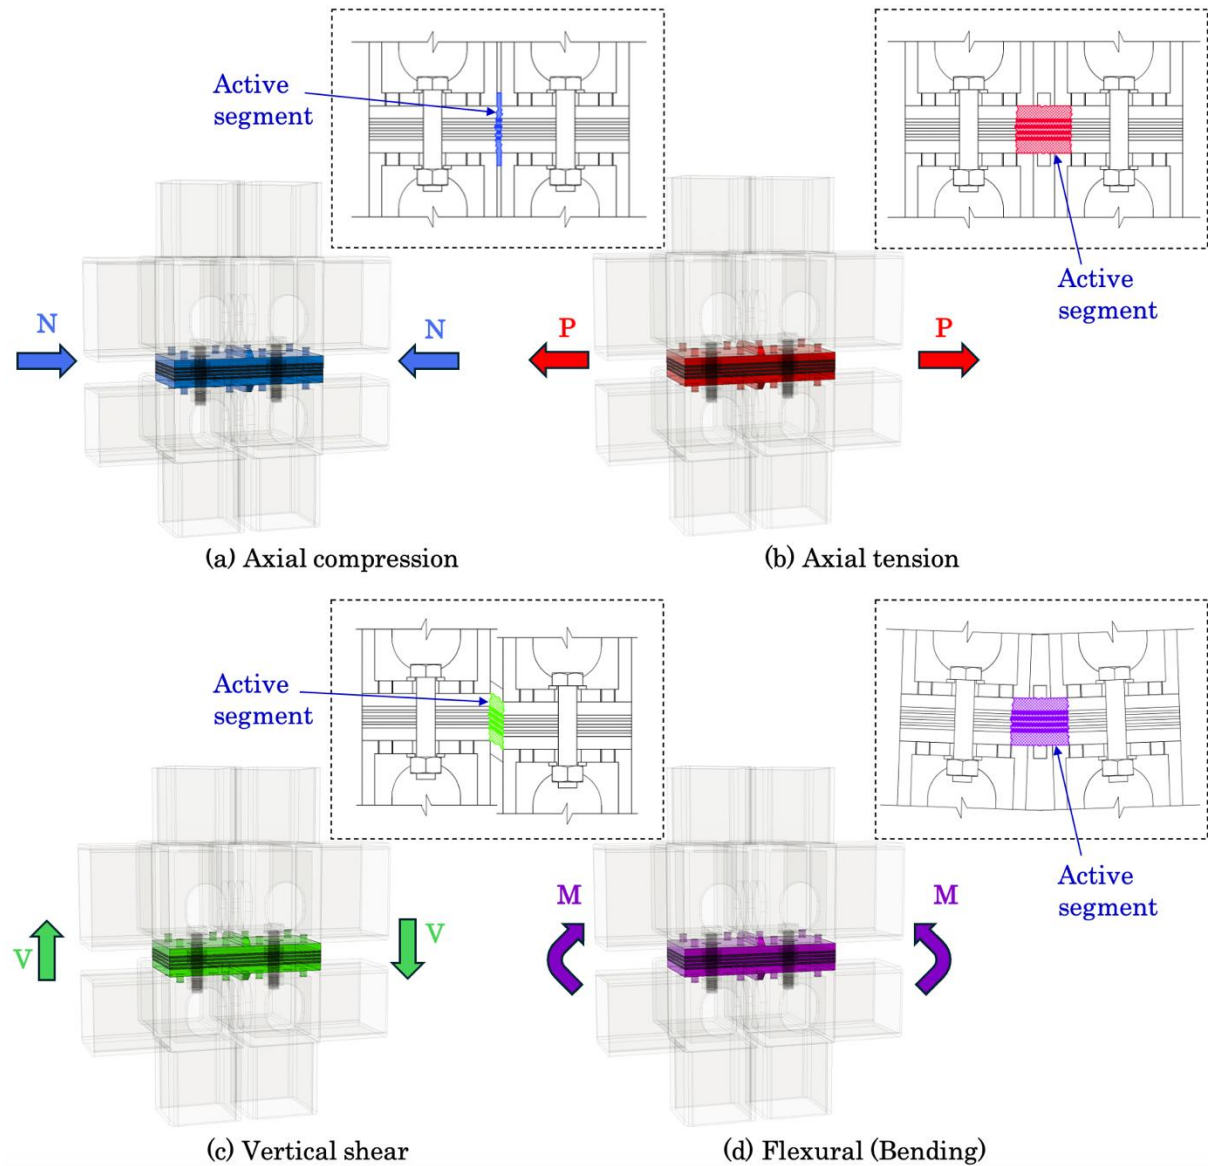 Active
segment
N
N
(a) Axial compression
P
P
Active
segment
(b) Axial tension
Active
segment
V
V
(c) Vertical shear
M
M
Active
segment
(d) Flexural (Bending)